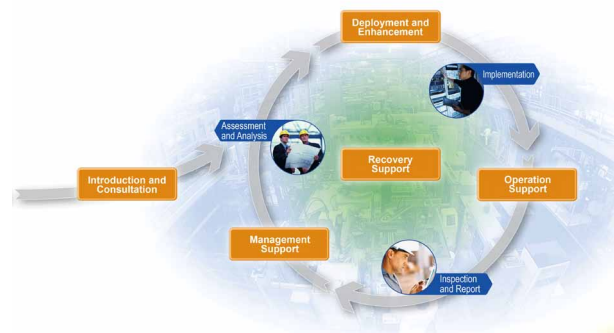 Deployment and
Enhancement
Implementation
Assessment
and Analysis
Recovery
Support
Introduction and
Consultation
Operation
Support
Management
Support
Inspection
and Report